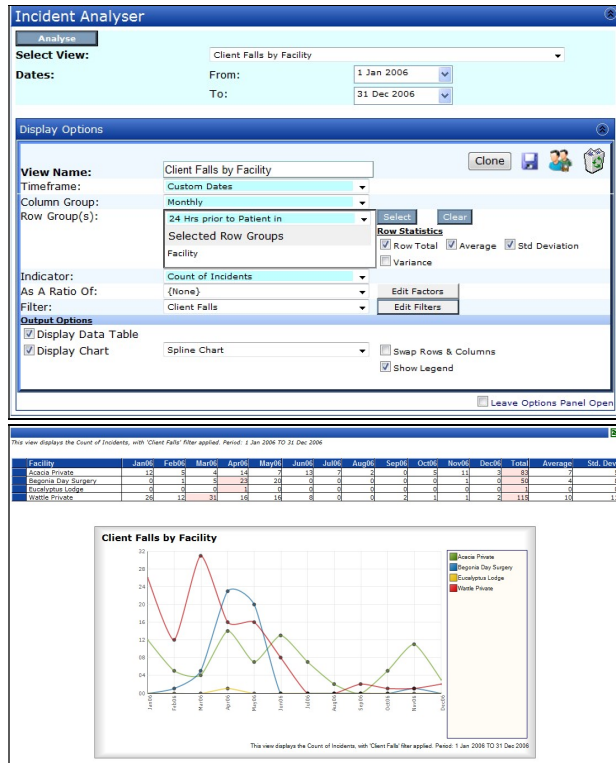 Incident Analyser
Analyse
Select View: Client Falls by Facility
Dates: From: 1 Jan 2006
To: 31 Dec 2006
Display Options
View Name: Client Falls by Facility Clone
Timeframe: Custom Dates
Column Group: Monthly
Row Group(s): 24 Hrs prior to Patient in Select Clear
Selected Row Groups Row Statistics
Facility Row Total Average Std Deviation
Variance
Indicator: Count of Incidents
As A Ratio Of: {None} Edit Factors
Filter: Client Falls Edit Filters
Output Options
Display Data Table
Display Chart Spline Chart Swap Rows & Columns
Show Legend
Leave Options Panel Open
This view displays the Count of Incidents, with 'Client Falls' filter applied. Period: 1 Jan 2006 TO 31 Dec 2006
Facility Jan06 Feb06 Mar06 Apr06 May06 Jun06 Jul06 Aug06 Sep06 Oct06 Nov06 Dec06 Total Average Std. Dev
Acacia Private 12 5 4 14 7 13 7 2 0 5 11 3 83 7
Begonia Day Surgery 0 1 5 23 20 0 0 0 0 0 1 0 50 4
Eucalyptus Lodge 0 0 0 1 0 0 0 0 0 0 0 0 1 0
Wattle Private 26 12 31 16 16 8 0 0 2 1 1 2 115 10
Client Falls by Facility
32
28
24
20
16
12
08
04
00
Jan06 Feb06 Mar06 Apr06 May06 Jun06 Jul06 Aug06 Sep06 Oct06 Nov06 Dec06
Acacia Private
Begonia Day Surgery
Eucalyptus Lodge
Wattle Private
This view displays the Count of Incidents, with 'Client Falls' filter applied. Period: 1 Jan 2006 TO 31 Dec 2006